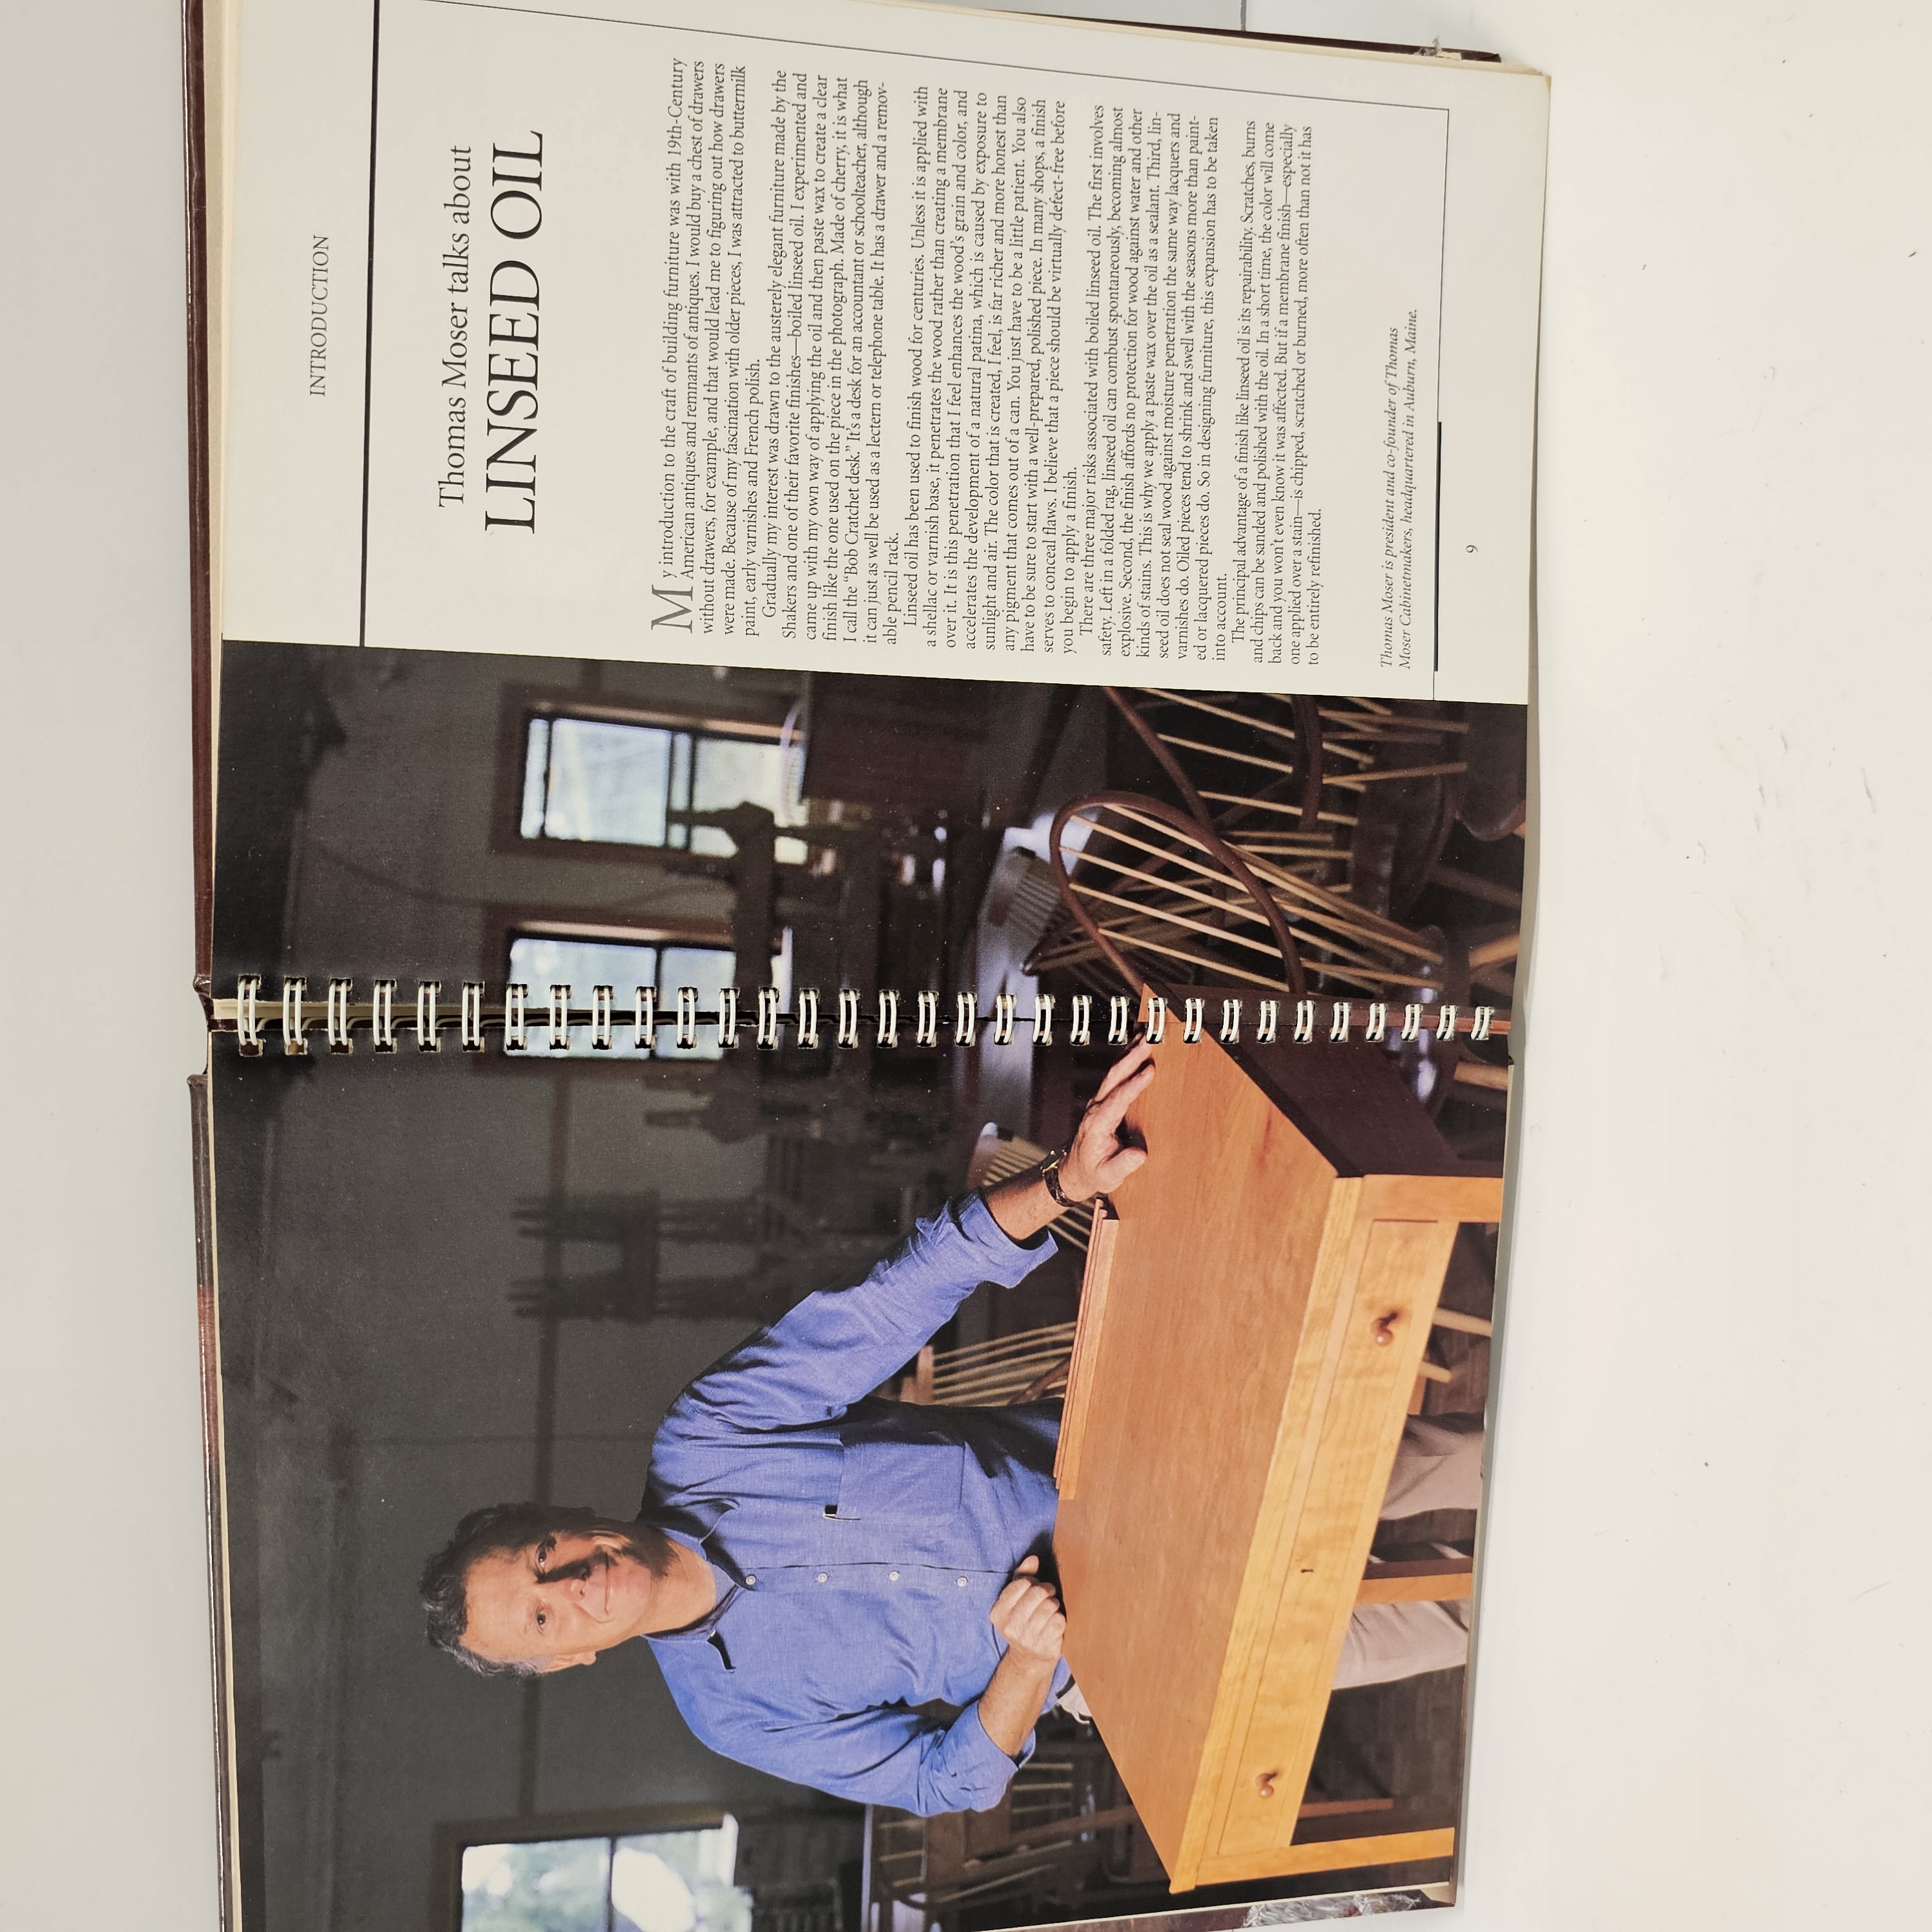 INTRODUCTION
Thomas Moser talks about
LINSEED OIL
My introduction to the craft of building furniture was with 19th-Century
American antiques and remnants of antiques. I would buy a chest of drawers
without drawers, for example, and that would lead me to figuring out how drawers
were made. Because of my fascination with older pieces, I was attracted to buttermilk
paint, early varnishes and French polish.
Gradually my interest was drawn to the austerely elegant furniture made by the
Shakers and one of their favorite finishes—boiled linseed oil. I experimented and
came up with my own way of applying the oil and then paste wax to create a clear
finish like the one used on the piece in the photograph. Made of cherry, it is what
I call the “Bob Cratchet desk.” It’s a desk for an accountant or schoolteacher, although
it can just as well be used as a lectern or telephone table. It has a drawer and a remov-
able pencil rack.
Linseed oil has been used to finish wood for centuries. Unless it is applied with
a shellac or varnish base, it penetrates the wood rather than creating a membrane
over it. It is this penetration that I feel enhances the wood’s grain and color, and
accelerates the development of a natural patina, which is caused by exposure to
sunlight and air. The color that is created, I feel, is far richer and more honest than
any pigment that comes out of a can. You just have to be a little patient. You also
have to be sure to start with a well-prepared, polished piece. In many shops, a finish
serves to conceal flaws. I believe that a piece should be virtually defect-free before
you begin to apply a finish.
There are three major risks associated with boiled linseed oil. The first involves
safety. Left in a folded rag, linseed oil can combust spontaneously, becoming almost
explosive. Second, the finish affords no protection for wood against water and other
kinds of stains. This is why we apply a paste wax over the oil as a sealant. Third, lin-
seed oil does not seal wood against moisture penetration the same way lacquers and
varnishes do. Oiled pieces tend to shrink and swell with the seasons more than paint-
ed or lacquered pieces do. So in designing furniture, this expansion has to be taken
into account.
The principal advantage of a finish like linseed oil is its repairability. Scratches, burns
and chips can be sanded and polished with the oil. In a short time, the color will come
back and you won’t even know it was affected. But if a membrane finish—especially
one applied over a stain—is chipped, scratched or burned, more often than not it has
to be entirely refinished.
Thomas Moser is president and co-founder of Thomas
Moser Cabinetmakers, headquartered in Auburn, Maine.
9